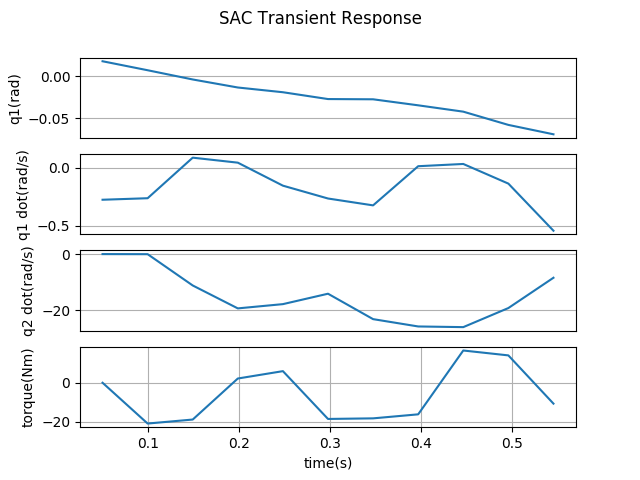 SAC Transient Response
q1(rad)
0.00
−0.05
q1 dot(rad/s)
0.0
−0.5
q2 dot(rad/s)
0
−20
torque(Nm)
0
−20
0.1 0.2 0.3 0.4 0.5
time(s)